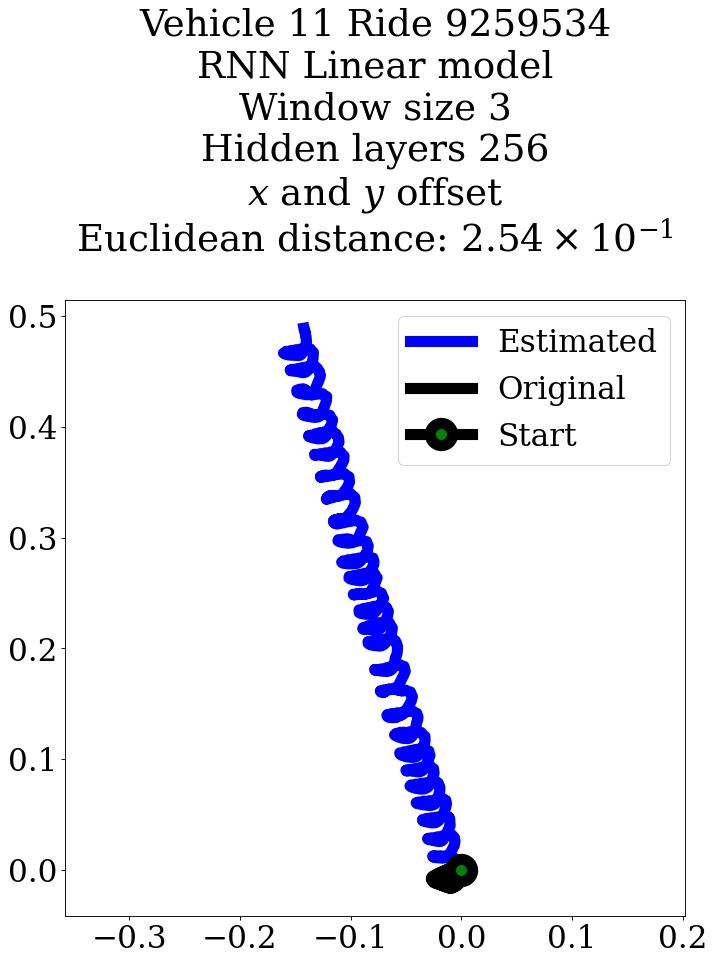 Vehicle 11 Ride 9259534
RNN Linear model
Window size 3
Hidden layers 256
x and y offset
Euclidean distance: 2.54 × 10⁻¹
Estimated
Original
Start
0.5
0.4
0.3
0.2
0.1
0.0
−0.3 −0.2 −0.1 0.0 0.1 0.2